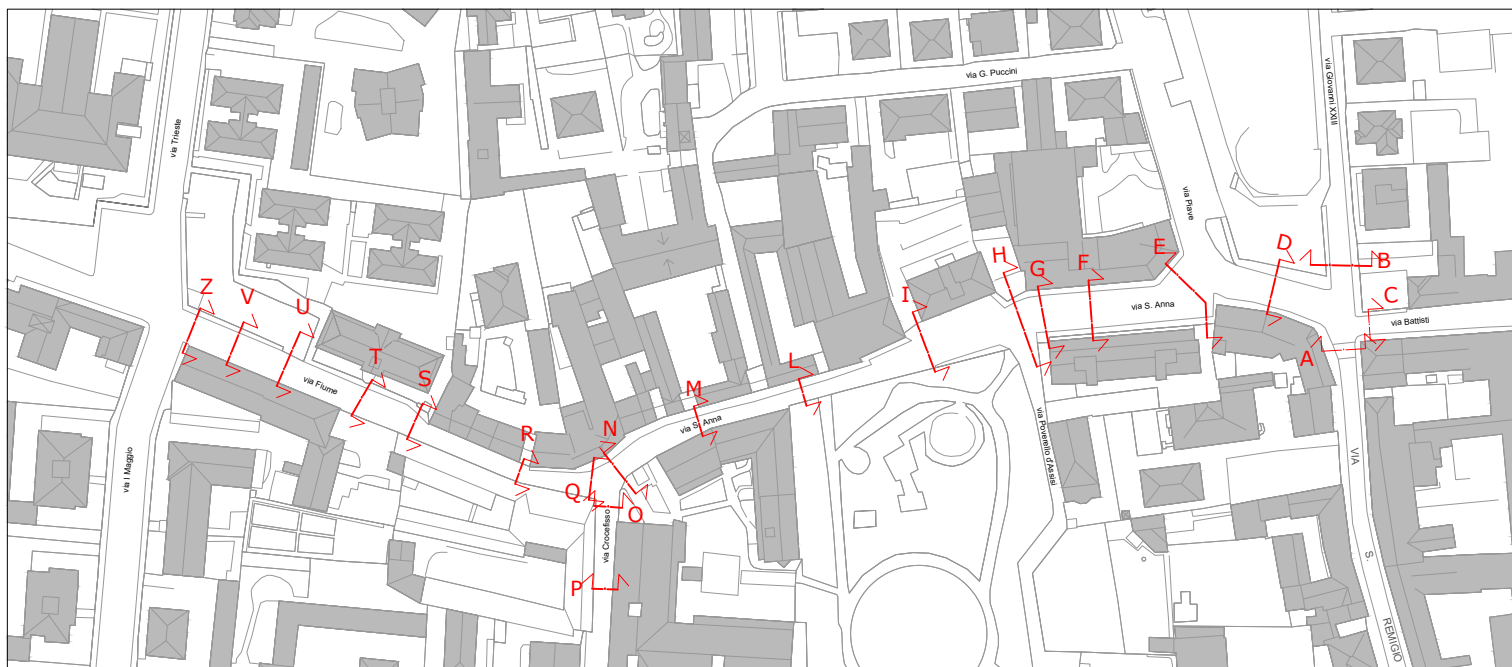 via G. Puccini
via Giovanni XXIII
via Trieste
via Piave
E
D
H
B
G
F
Z
V
U
I
C
via S. Anna
via Battisti
A
T
L
via Fiume
S
M
via S. Anna
R
N
via Poverello d'Assisi
via I Maggio
VIA
S.
REMIGIO
Q
O
via Crocefisso
P